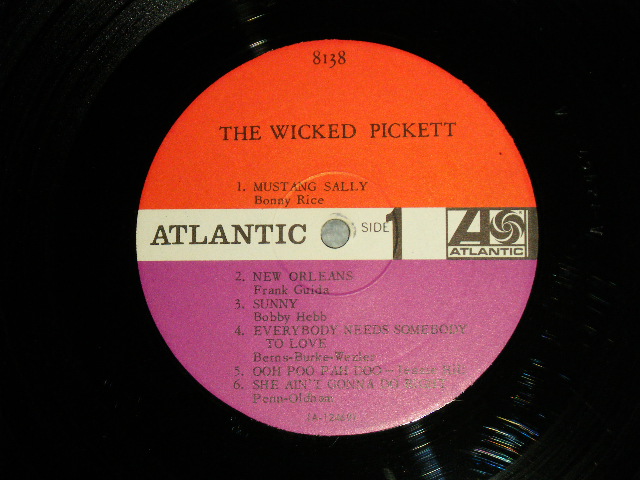 8138
THE WICKED PICKETT
1. MUSTANG SALLY
Bonny Rice
ATLANTIC
SIDE 1
ATLANTIC
2. NEW ORLEANS
Frank Guida
3. SUNNY
Bobby Hebb
4. EVERYBODY NEEDS SOMEBODY
TO LOVE
Berns-Burke-Wexler
5. OOH POO PAH DOO
6. SHE AIN'T GONNA DO
Penn-Oldham